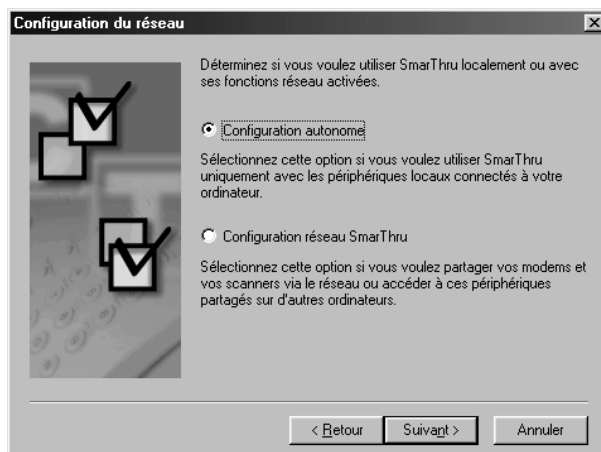 Configuration du réseau
Déterminez si vous voulez utiliser SmarThru localement ou avec
ses fonctions réseau activées.
Configuration autonome
Sélectionnez cette option si vous voulez utiliser SmarThru
uniquement avec les périphériques locaux connectés à votre
ordinateur.
Configuration réseau SmarThru
Sélectionnez cette option si vous voulez partager vos modems et
vos scanners via le réseau ou accéder à ces périphériques
partagés sur d'autres ordinateurs.
< Retour Suivant > Annuler